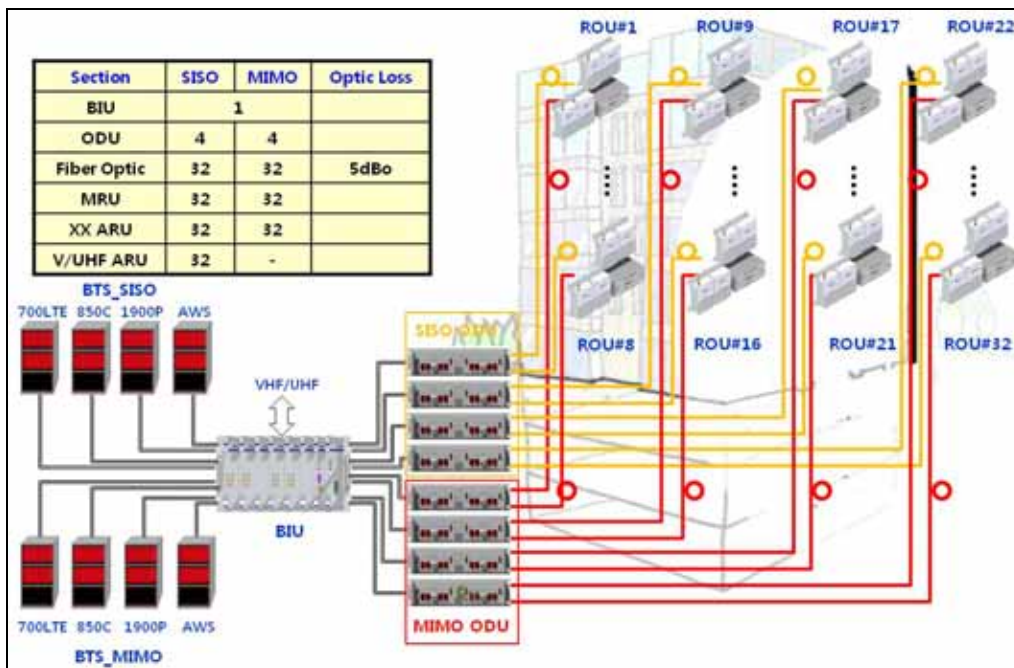 ROU#1 ROU#9 ROU#17 ROU#22
Section SISO MIMO Optic Loss
BIU 1
ODU 4 4
Fiber Optic 32 32 5dBo
MRU 32 32
XX ARU 32 32
V/UHF ARU 32 -
BTS_SISO
700LTE 850C 1900P AWS
SISO ODU
ROU#8 ROU#16 ROU#21 ROU#32
VHF/UHF
BIU
700LTE 850C 1900P AWS
MIMO ODU
BTS_MIMO